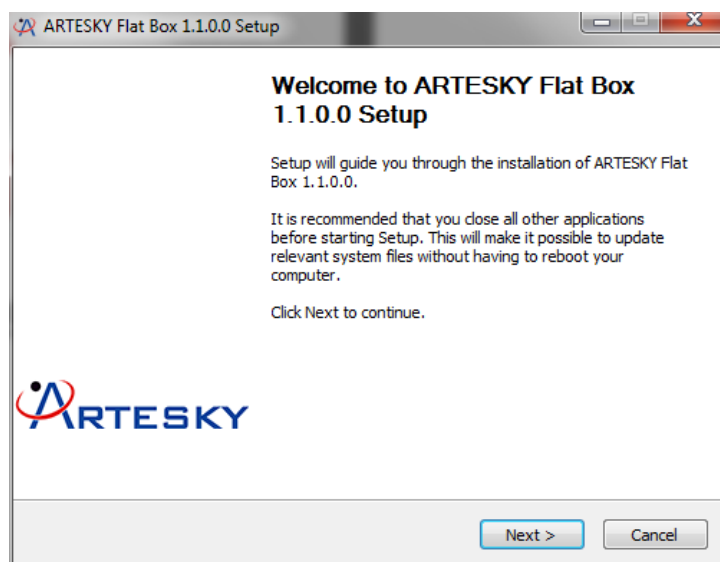 ARTESKY Flat Box 1.1.0.0 Setup
Welcome to ARTESKY Flat Box
1.1.0.0 Setup
Setup will guide you through the installation of ARTESKY Flat
Box 1.1.0.0.
It is recommended that you close all other applications
before starting Setup. This will make it possible to update
relevant system files without having to reboot your
computer.
Click Next to continue.
ARTESKY
Next >
Cancel